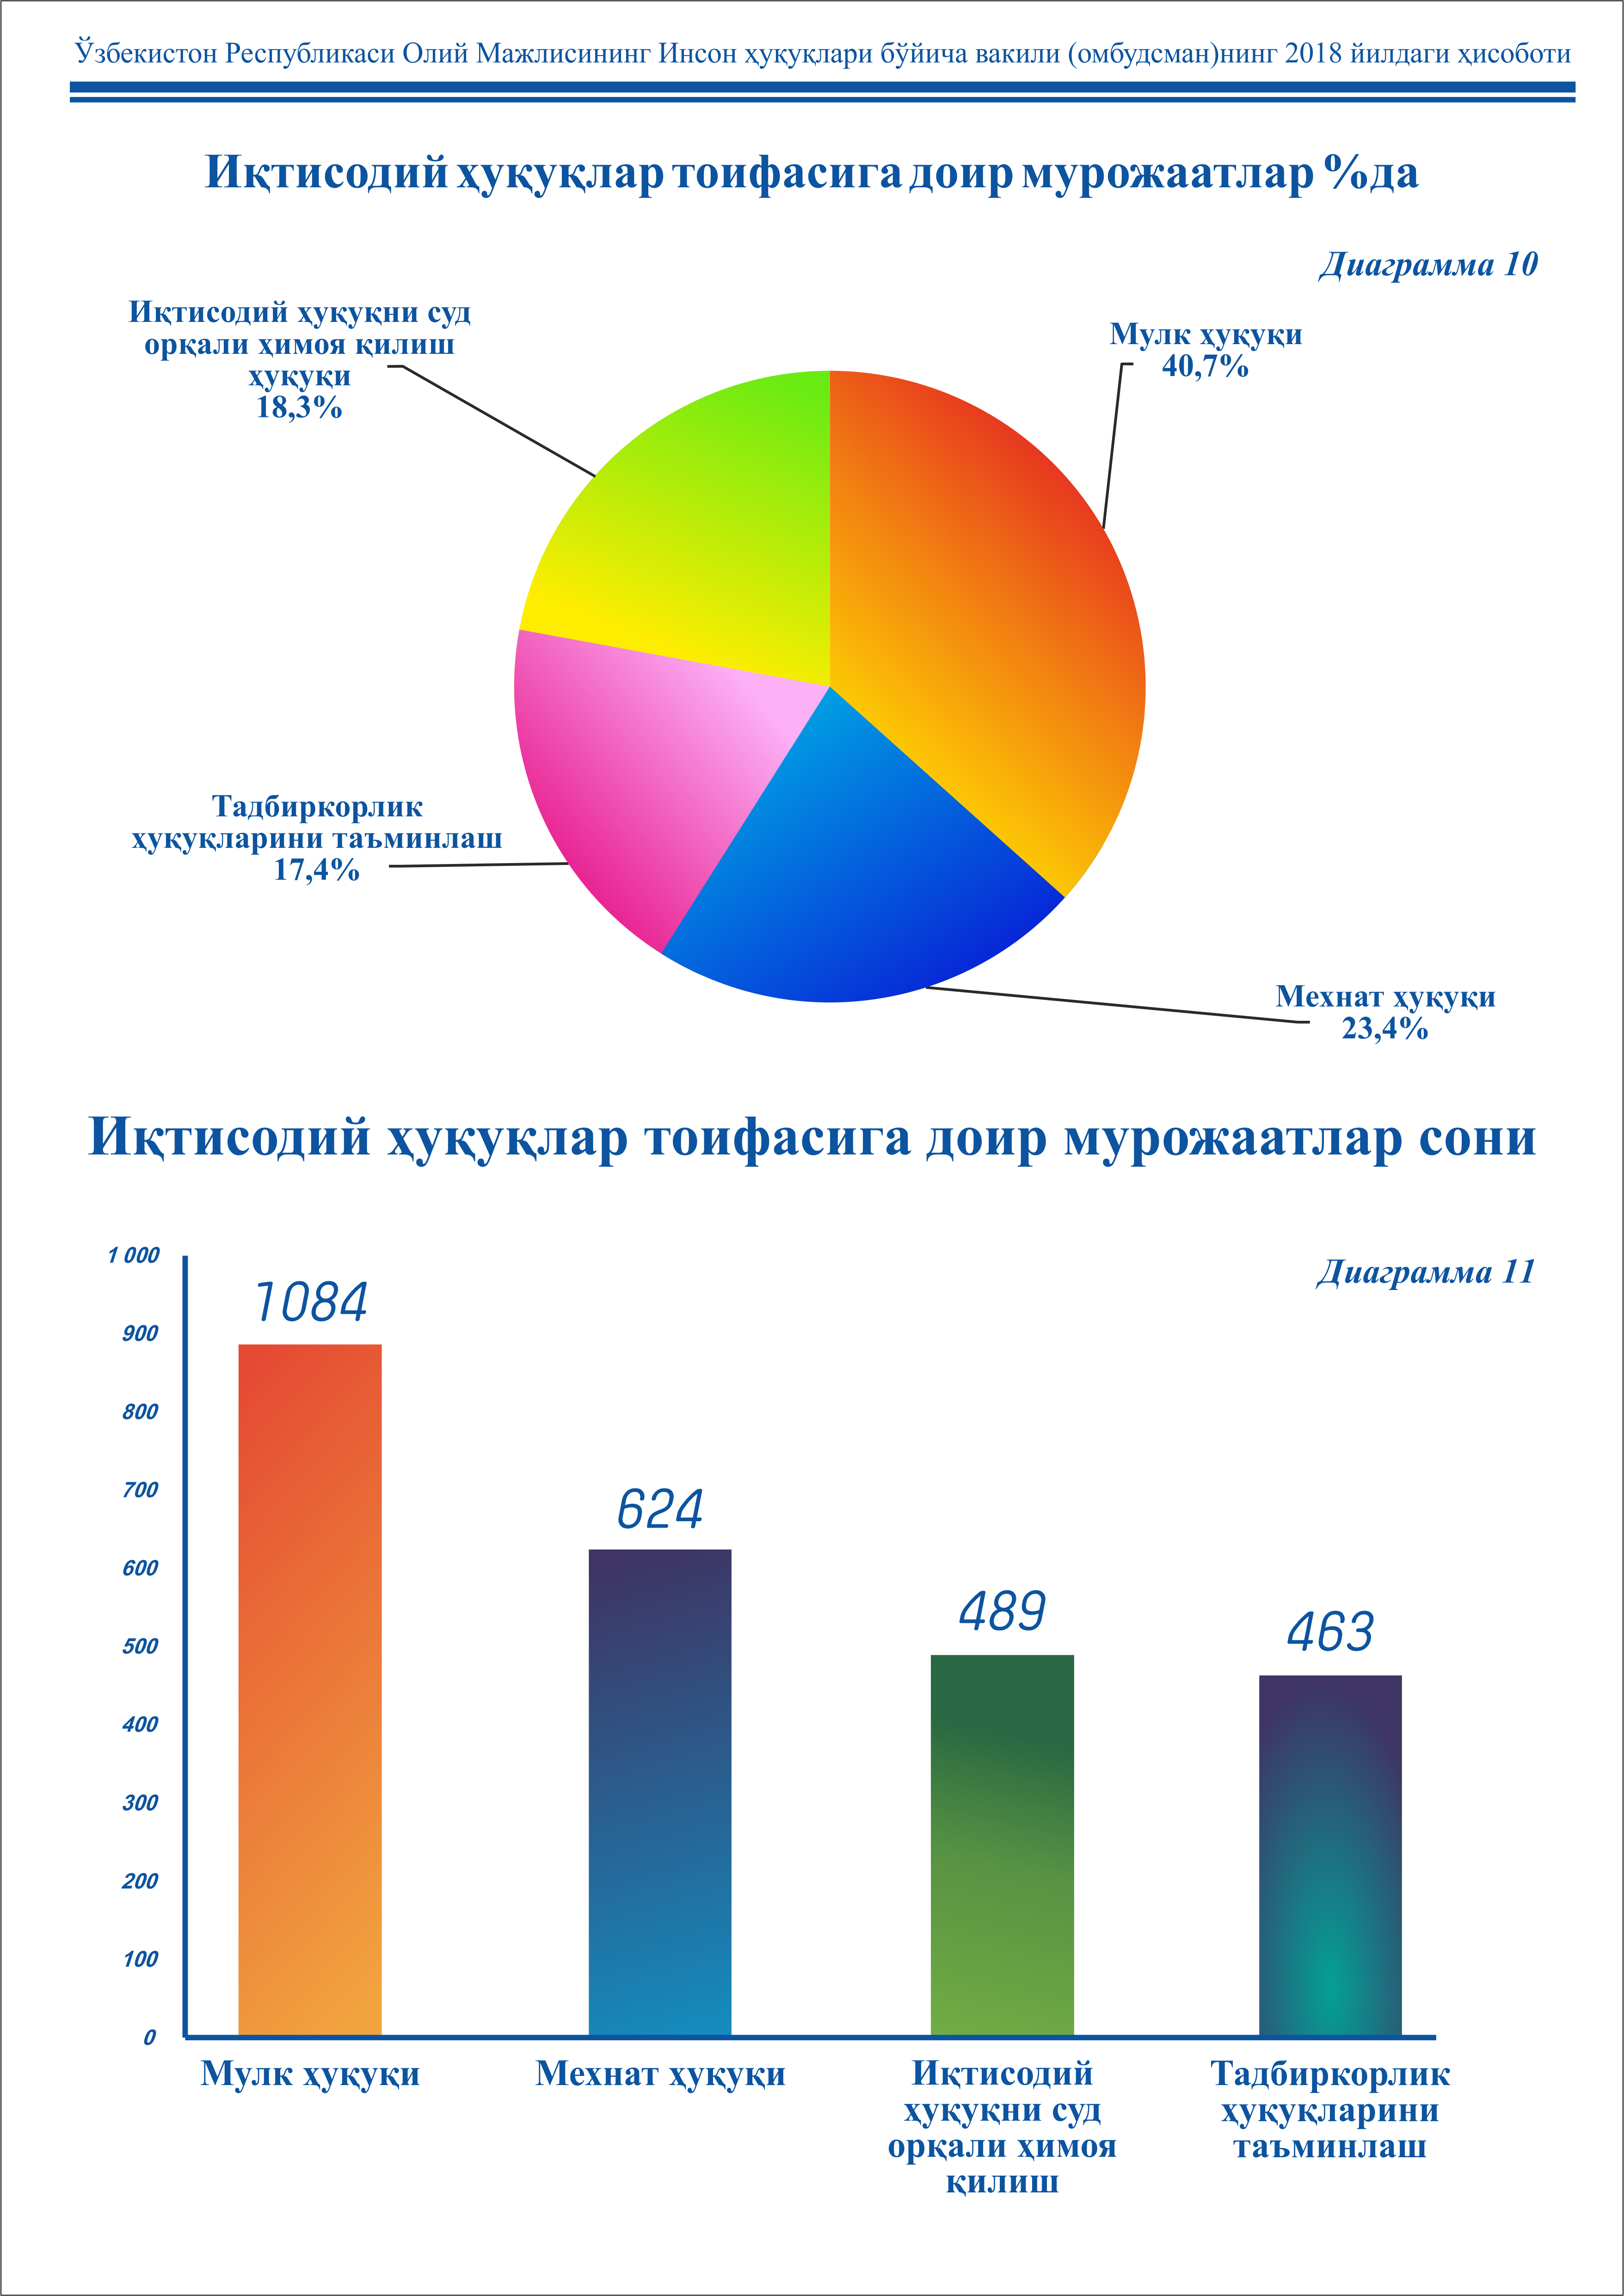 Ўзбекистон Республикаси Олий Мажлисининг Инсон ҳуқуқлари бўйича вакили (омбудсман)нинг 2018 йилдаги ҳисоботи
Иқтисодий ҳуқуқлар тоифасига доир мурожаатлар %да
Диаграмма 10
Иқтисодий ҳуқуқни суд
орқали ҳимоя қилиш
ҳуқуқи
18,3%
Мулк ҳуқуқи
40,7%
Тадбиркорлик
ҳуқуқларини таъминлаш
17,4%
Мехнат ҳуқуқи
23,4%
Иқтисодий ҳуқуқлар тоифасига доир мурожаатлар сони
Диаграмма 11
1 000
900
800
700
600
500
400
300
200
100
0
1084
624
489
463
Мулк ҳуқуқи
Мехнат ҳуқуқи
Иқтисодий
ҳуқуқни суд
орқали ҳимоя
қилиш
Тадбиркорлик
ҳуқуқларини
таъминлаш